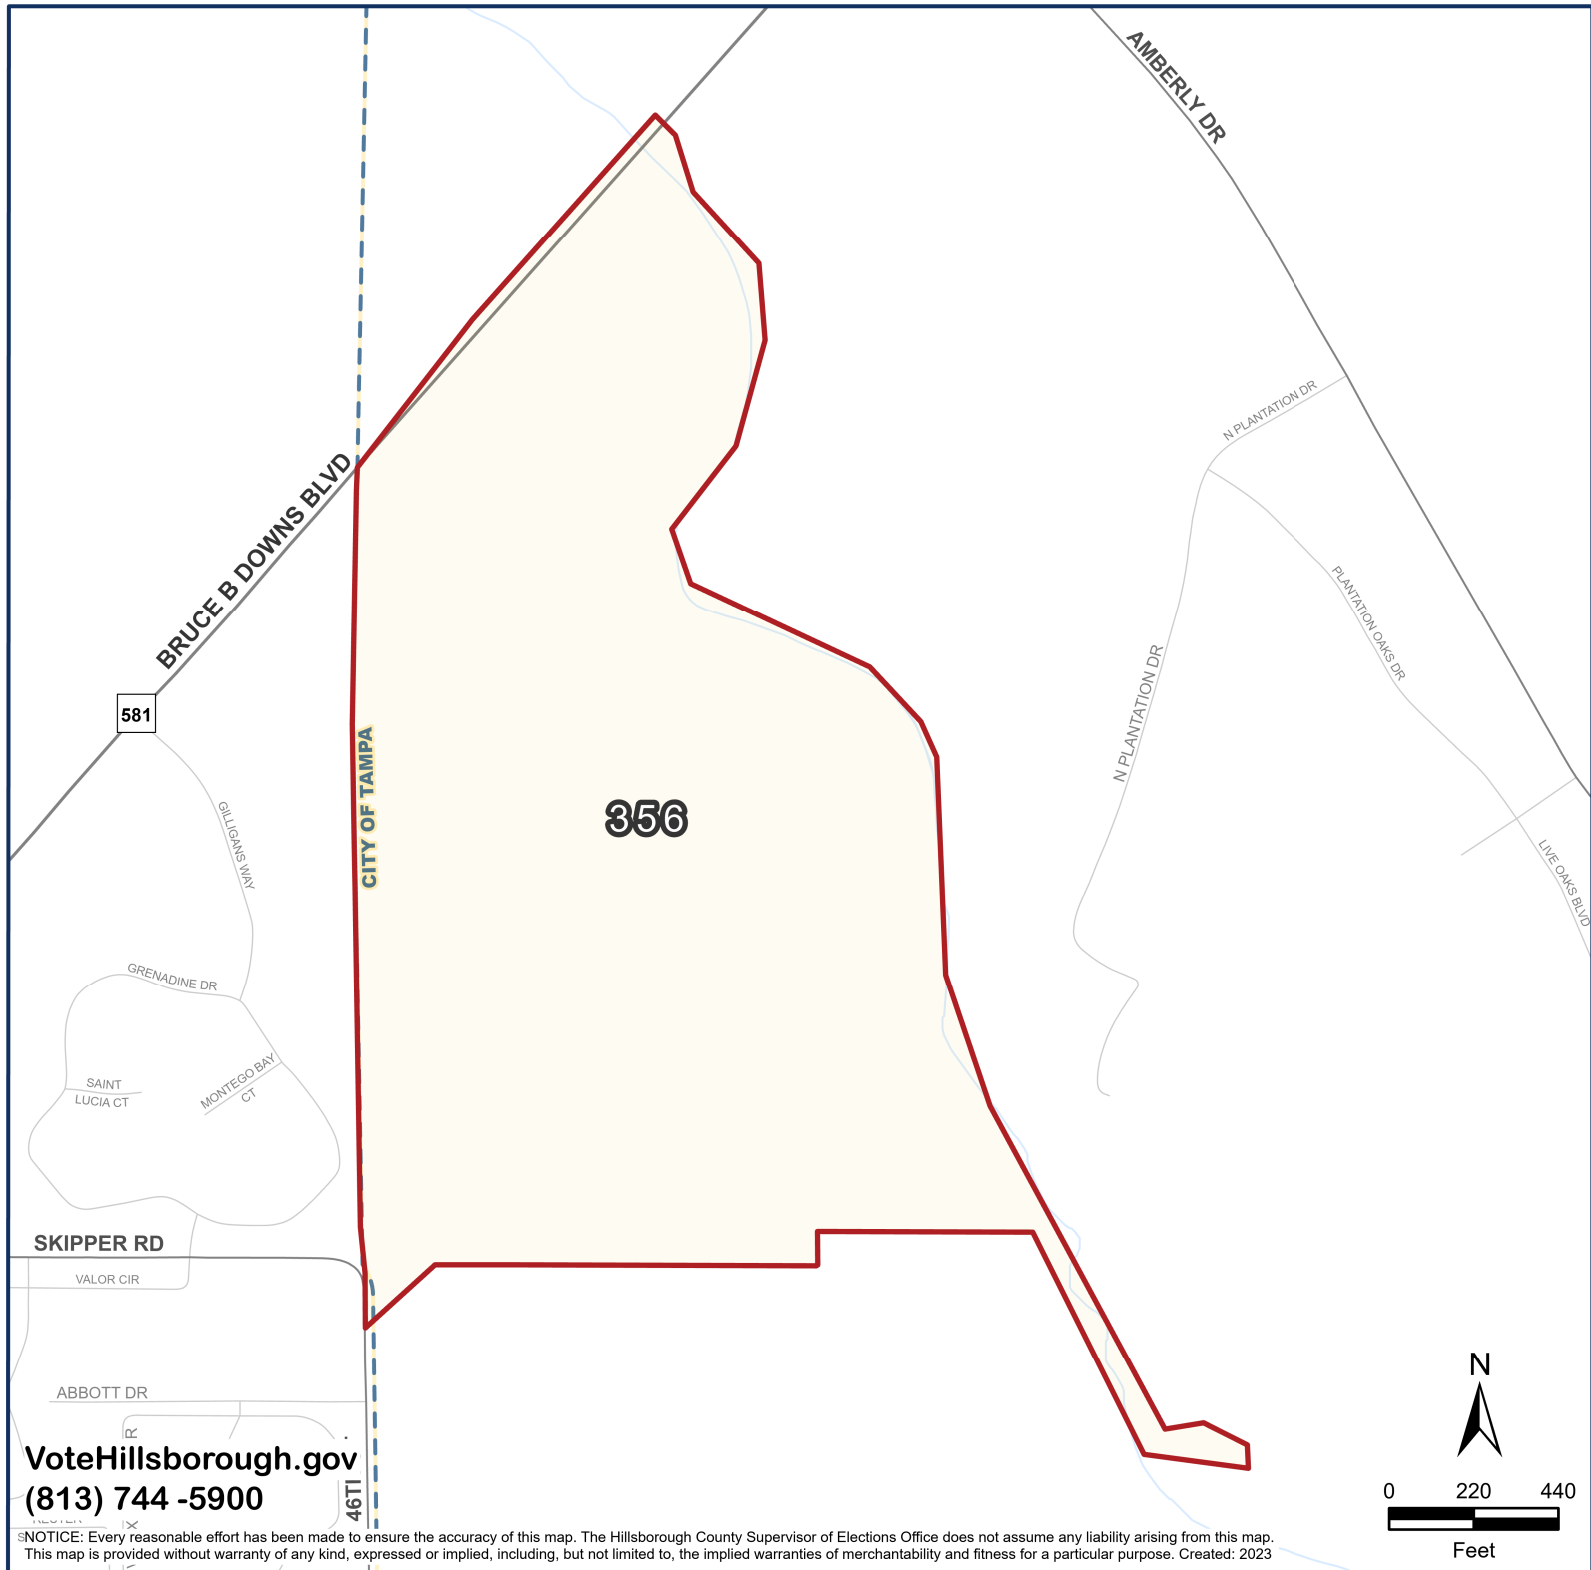 AMBERLY DR
N PLANTATION DR
BRUCE B DOWNS BLVD
PLANTATION OAKS DR
N PLANTATION DR
581
CITY OF TAMPA
356
GILLIGANS WAY
LIVE OAKS BLVD
GRENADINE DR
SAINT
LUCIA CT
MONTEGO BAY
CT
SKIPPER RD
VALOR CIR
ABBOTT DR
N
VoteHillsborough.gov
(813) 744 -5900
0 220 440
Feet
NOTICE: Every reasonable effort has been made to ensure the accuracy of this map. The Hillsborough County Supervisor of Elections Office does not assume any liability arising from this map.
This map is provided without warranty of any kind, expressed or implied, including, but not limited to, the implied warranties of merchantability and fitness for a particular purpose. Created: 2023